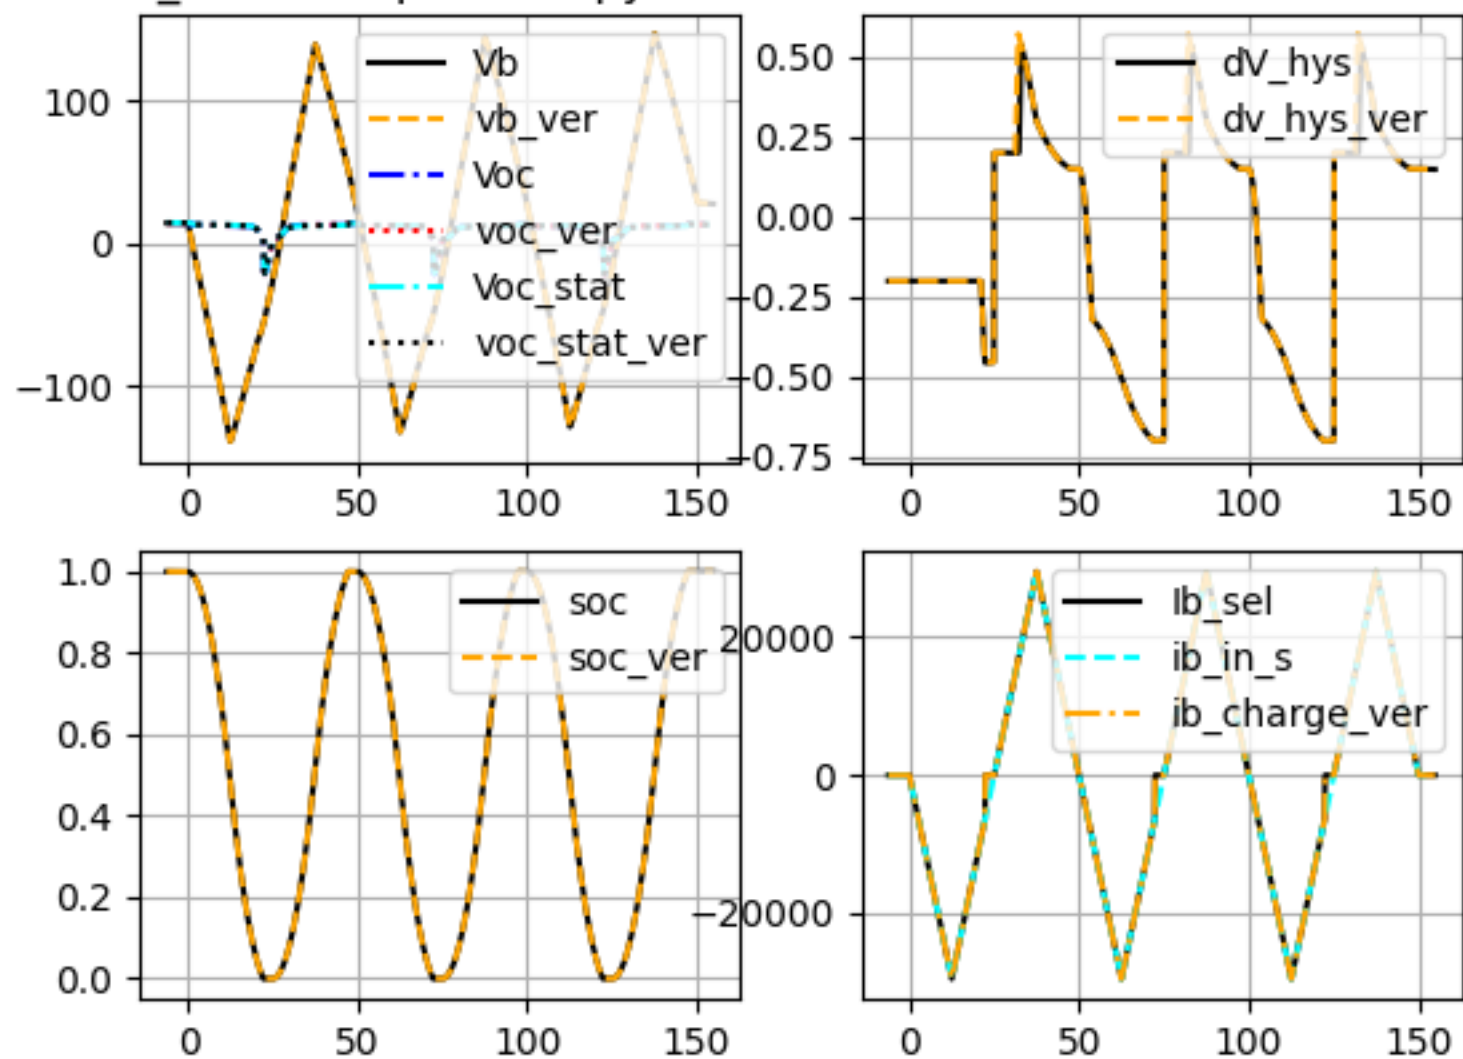 100
0
−100
0
50
100
150
Vb
vb_ver
Voc
voc_ver
Voc_stat
voc_stat_ver
0.50
0.25
0.00
−0.25
−0.50
−0.75
0
50
100
150
dV_hys
dv_hys_ver
1.0
0.8
0.6
0.4
0.2
0.0
0
50
100
150
soc
soc_ver
20000
0
−20000
0
50
100
150
Ib_sel
ib_in_s
ib_charge_ver